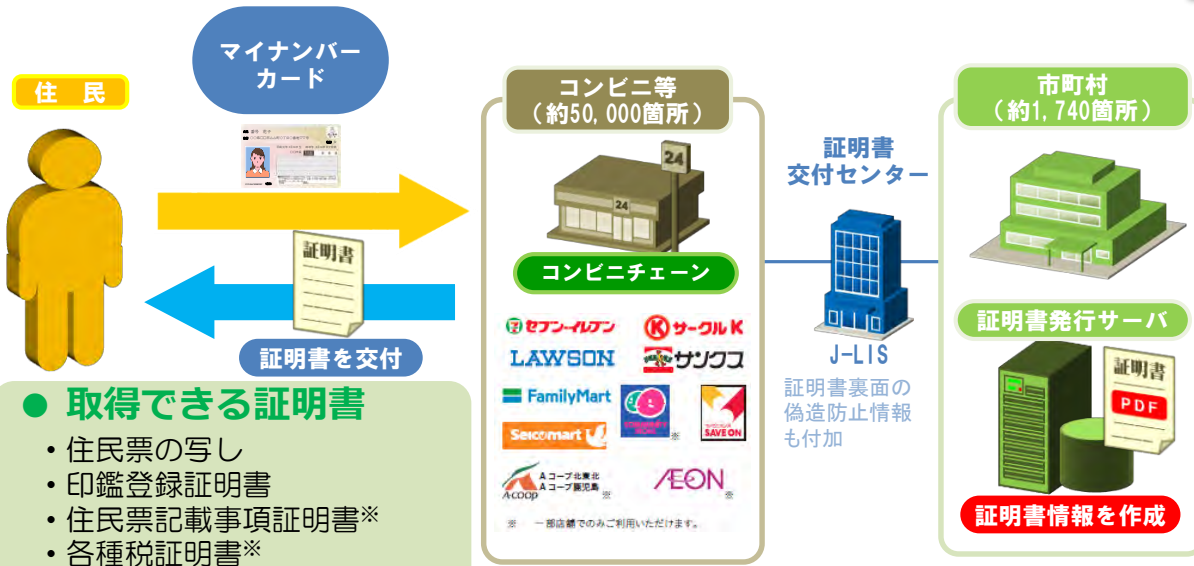 住 民
マイナンバー
カード
証明書
証明書を交付
● 取得できる証明書
・住民票の写し
・印鑑登録証明書
・住民票記載事項証明書※
・各種税証明書※
コンビニ等
(約50,000箇所)
24
24
コンビニチェーン
セブン-イレブン
サークルK
LAWSON
サンクス
FamilyMart
※
SAVE ON
Seicomart
A-COOP
Aコープ北東北
Aコープ鹿児島
※
ÆON
※
※ 一部店舗でのみご利用いただけます。
証明書
交付センター
J-LIS
証明書裏面の
偽造防止情報
も付加
市町村
(約1,740箇所)
証明書発行サーバ
証明書
PDF
証明書情報を作成